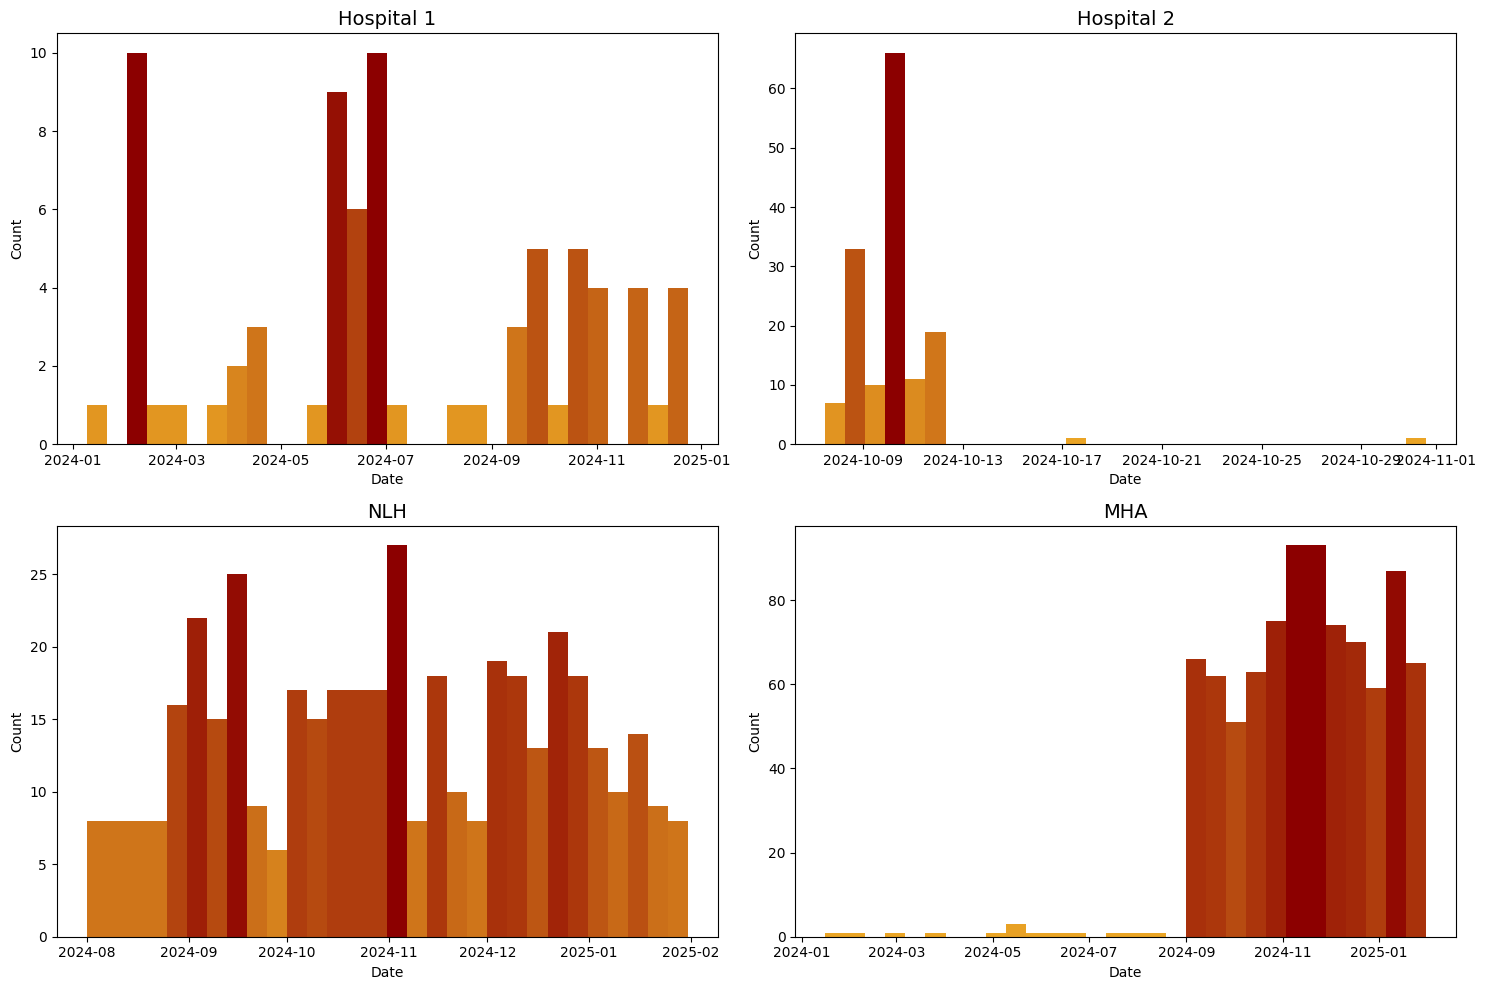 Hospital 1
Count
10
8
6
4
2
0
2024-01 2024-03 2024-05 2024-07 2024-09 2024-11 2025-01
Date
Hospital 2
Count
60
50
40
30
20
10
0
2024-10-09 2024-10-13 2024-10-17 2024-10-21 2024-10-25 2024-10-29 2024-11-01
Date
NLH
Count
25
20
15
10
5
0
2024-08 2024-09 2024-10 2024-11 2024-12 2025-01 2025-02
Date
MHA
Count
80
60
40
20
0
2024-01 2024-03 2024-05 2024-07 2024-09 2024-11 2025-01
Date